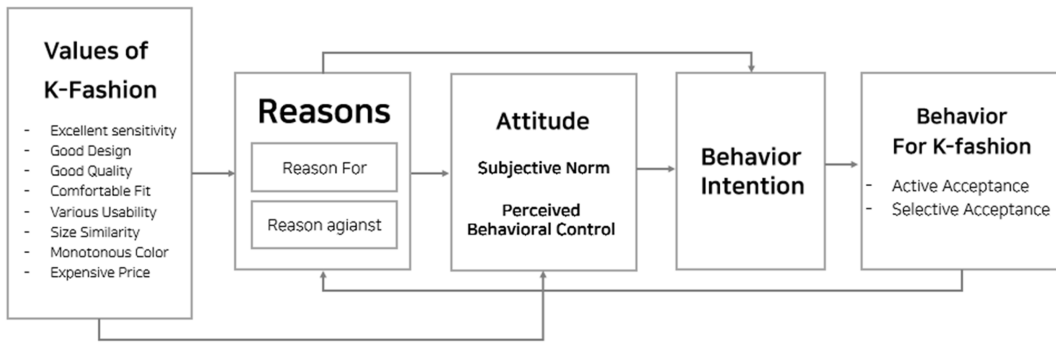 Values of
K-Fashion
- Excellent sensitivity
- Good Design
- Good Quality
- Comfortable Fit
- Various Usability
- Size Similarity
- Monotonous Color
- Expensive Price
Reasons
Reason For
Reason agianst
Attitude
Subjective Norm
Perceived
Behavioral Control
Behavior
Intention
Behavior
For K-fashion
- Active Acceptance
- Selective Acceptance